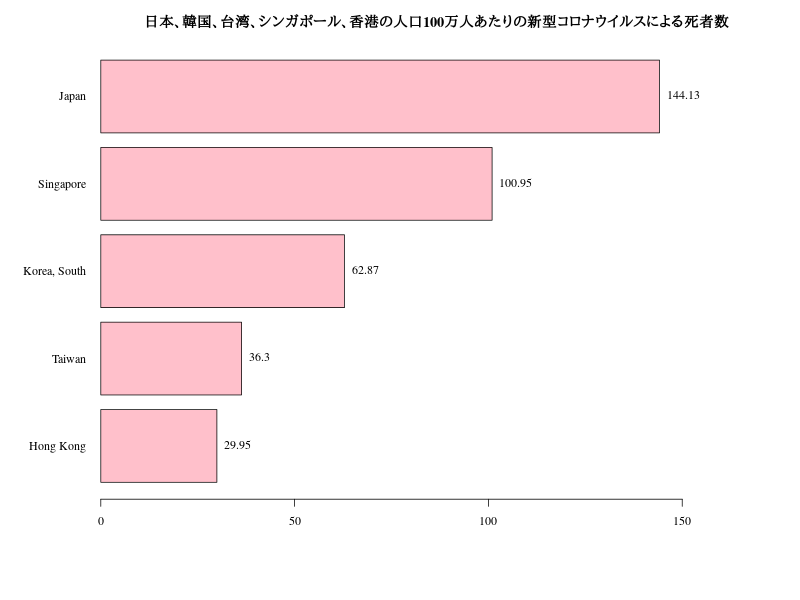 日本、韓国、台湾、シンガポール、香港の人口100万人あたりの新型コロナウイルスによる死者数
Japan 144.13
Singapore 100.95
Korea, South 62.87
Taiwan 36.3
Hong Kong 29.95
0 50 100 150